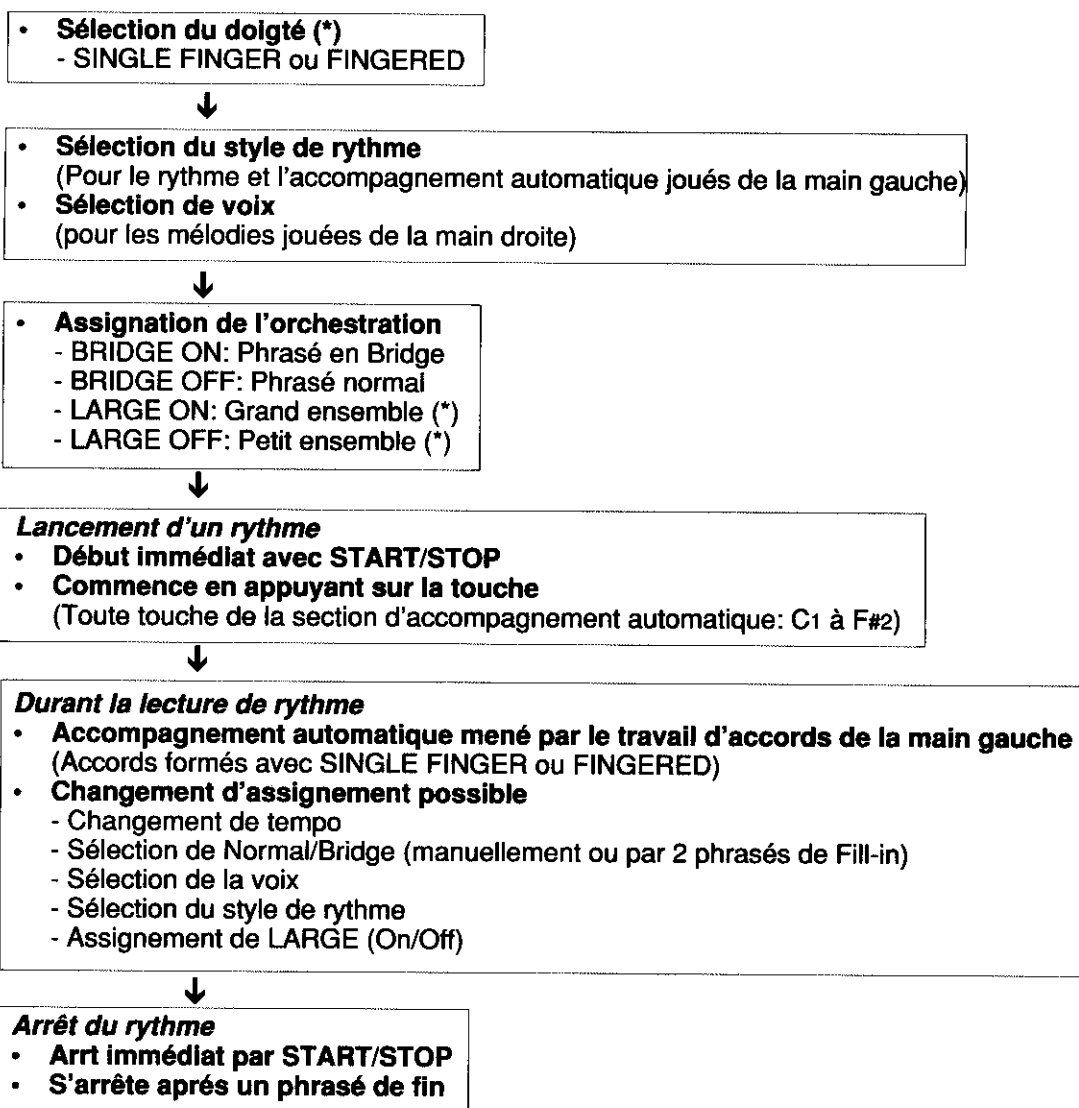 • Sélection du doigté (*)
- SINGLE FINGER ou FINGERED
↓
• Sélection du style de rythme
(Pour le rythme et l'accompagnement automatique joués de la main gauche)
• Sélection de voix
(pour les mélodies jouées de la main droite)
↓
• Assignation de l'orchestration
- BRIDGE ON: Phrasé en Bridge
- BRIDGE OFF: Phrasé normal
- LARGE ON: Grand ensemble (*)
- LARGE OFF: Petit ensemble (*)
↓
Lancement d'un rythme
• Début immédiat avec START/STOP
• Commence en appuyant sur la touche
(Toute touche de la section d'accompagnement automatique: C1 à F#2)
↓
Durant la lecture de rythme
• Accompagnement automatique mené par le travail d'accords de la main gauche
(Accords formés avec SINGLE FINGER ou FINGERED)
• Changement d'assignement possible
- Changement de tempo
- Sélection de Normal/Bridge (manuellement ou par 2 phrasés de Fill-in)
- Sélection de la voix
- Sélection du style de rythme
- Assignement de LARGE (On/Off)
↓
Arrêt du rythme
• Arrt immédiat par START/STOP
• S'arrête aprés un phrasé de fin